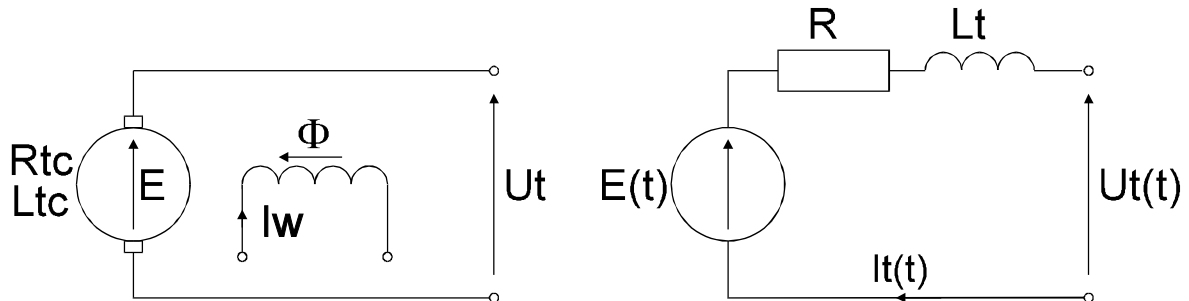 Rtc
Ltc
E
Φ
Iw
Ut
R
Lt
E(t)
Ut(t)
It(t)